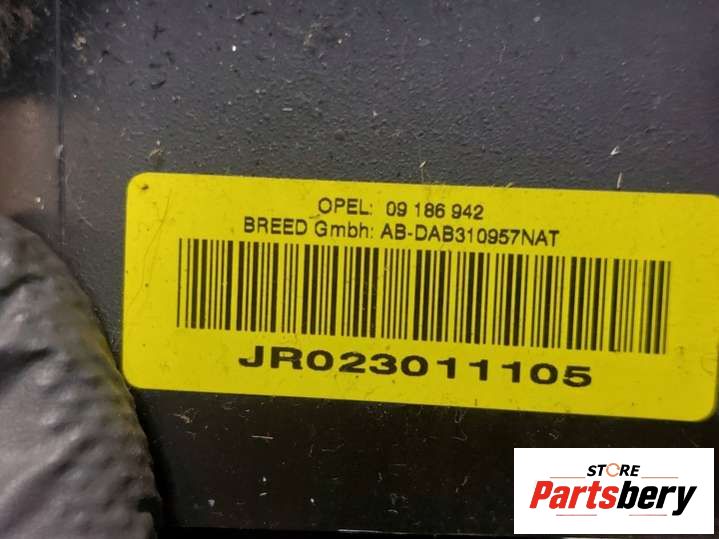 OPEL: 09 186 942
BREED Gmbh: AB-DAB310957NAT
JR023011105
STORE
Partsbery